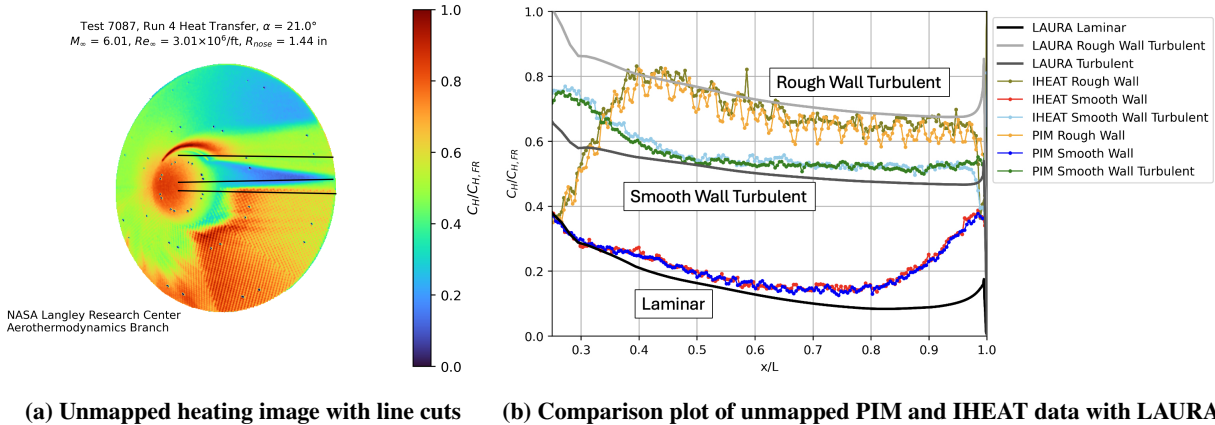 Test 7087, Run 4 Heat Transfer, α = 21.0°
M∞ = 6.01, Re∞ = 3.01×10⁶/ft, Rnose = 1.44 in
NASA Langley Research Center
Aerothermodynamics Branch
1.0
0.8
0.6
0.4
0.2
0.0
CH/CH,FR
(a) Unmapped heating image with line cuts
1.0
0.8
0.6
0.4
0.2
0.0
CH/CH,FR
0.3 0.4 0.5 0.6 0.7 0.8 0.9 1.0
x/L
Rough Wall Turbulent
Smooth Wall Turbulent
Laminar
LAURA Laminar
LAURA Rough Wall Turbulent
LAURA Turbulent
IHEAT Rough Wall
IHEAT Smooth Wall
IHEAT Smooth Wall Turbulent
PIM Rough Wall
PIM Smooth Wall
PIM Smooth Wall Turbulent
(b) Comparison plot of unmapped PIM and IHEAT data with LAURA